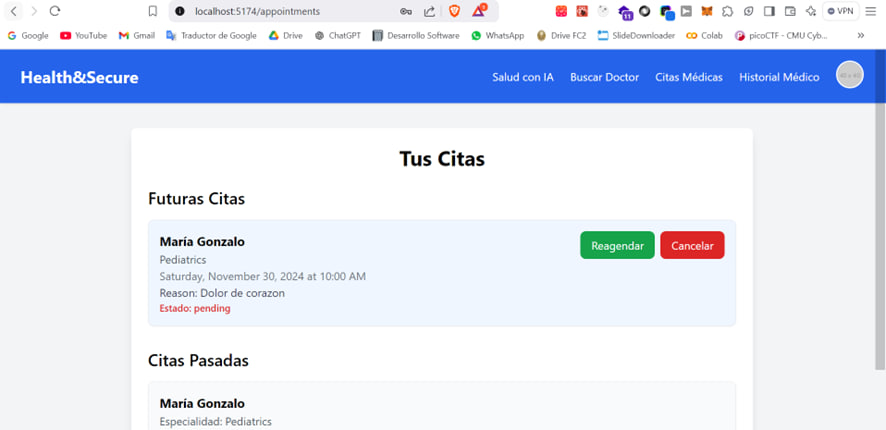 localhost:5174/appointments
VPN
11
Google YouTube Gmail Traductor de Google Drive ChatGPT Desarrollo Software WhatsApp Drive FC2 SlideDownloader Colab picoCTF - CMU Cyb... »
Health&Secure Salud con IA Buscar Doctor Citas Médicas Historial Médico
Tus Citas
Futuras Citas
María Gonzalo
Reagendar Cancelar
Pediatrics
Saturday, November 30, 2024 at 10:00 AM
Reason: Dolor de corazon
Estado: pending
Citas Pasadas
María Gonzalo
Especialidad: Pediatrics